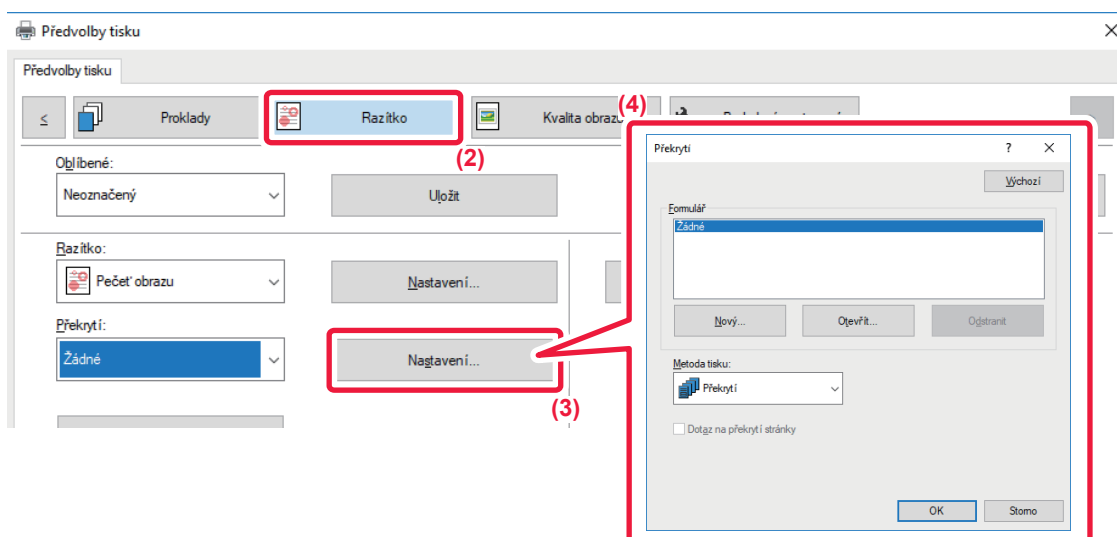 Předvolby tisku
Předvolby tisku
≤
Proklady
Razítko
Kvalita obrazu
(4)
(2)
Oblíbené:
Neoznačený
Uložit
Razítko:
Pečeť obrazu
Nastavení...
Překrytí:
Žádné
Nastavení...
(3)
Překrytí
?
Výchozí
Formulář
Žádné
Nový...
Otevřít...
Odstranit
Metoda tisku:
Překrytí
Dotaz na překrytí stránky
OK
Storno